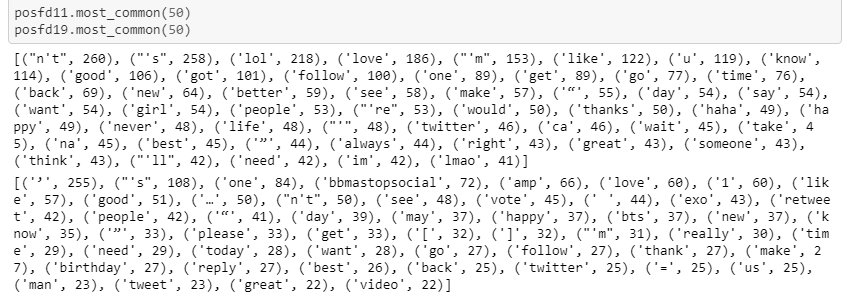 posfd11.most_common(50)
posfd19.most_common(50)
[("n't", 260), ("'s", 258), ('lol', 218), ('love', 186), ("'m", 153), ('like', 122), ('u', 119), ('know',
114), ('good', 106), ('got', 101), ('follow', 100), ('one', 89), ('get', 89), ('go', 77), ('time', 76),
('back', 69), ('new', 64), ('better', 59), ('see', 58), ('make', 57), ('“', 55), ('day', 54), ('say', 54),
('want', 54), ('girl', 54), ('people', 53), ("'re", 53), ('would', 50), ('thanks', 50), ('haha', 49), ('ha
ppy', 49), ('never', 48), ('life', 48), ("'", 48), ('twitter', 46), ('ca', 46), ('wait', 45), ('take', 4
5), ('na', 45), ('best', 45), ('”', 44), ('always', 44), ('right', 43), ('great', 43), ('someone', 43),
('think', 43), ("'ll", 42), ('need', 42), ('im', 42), ('lmao', 41)]
[('’', 255), ("'s", 108), ('one', 84), ('bbmastopsocial', 72), ('amp', 66), ('love', 60), ('1', 60), ('lik
e', 57), ('good', 51), ('…', 50), ("n't", 50), ('see', 48), ('vote', 45), (' ', 44), ('exo', 43), ('retwee
t', 42), ('people', 42), ('“', 41), ('day', 39), ('may', 37), ('happy', 37), ('bts', 37), ('new', 37), ('k
now', 35), ('”', 33), ('please', 33), ('get', 33), ('[', 32), (']', 32), ("'m", 31), ('really', 30), ('tim
e', 29), ('need', 29), ('today', 28), ('want', 28), ('go', 27), ('follow', 27), ('thank', 27), ('make', 2
7), ('birthday', 27), ('reply', 27), ('best', 26), ('back', 25), ('twitter', 25), ('=', 25), ('us', 25),
('man', 23), ('tweet', 23), ('great', 22), ('video', 22)]